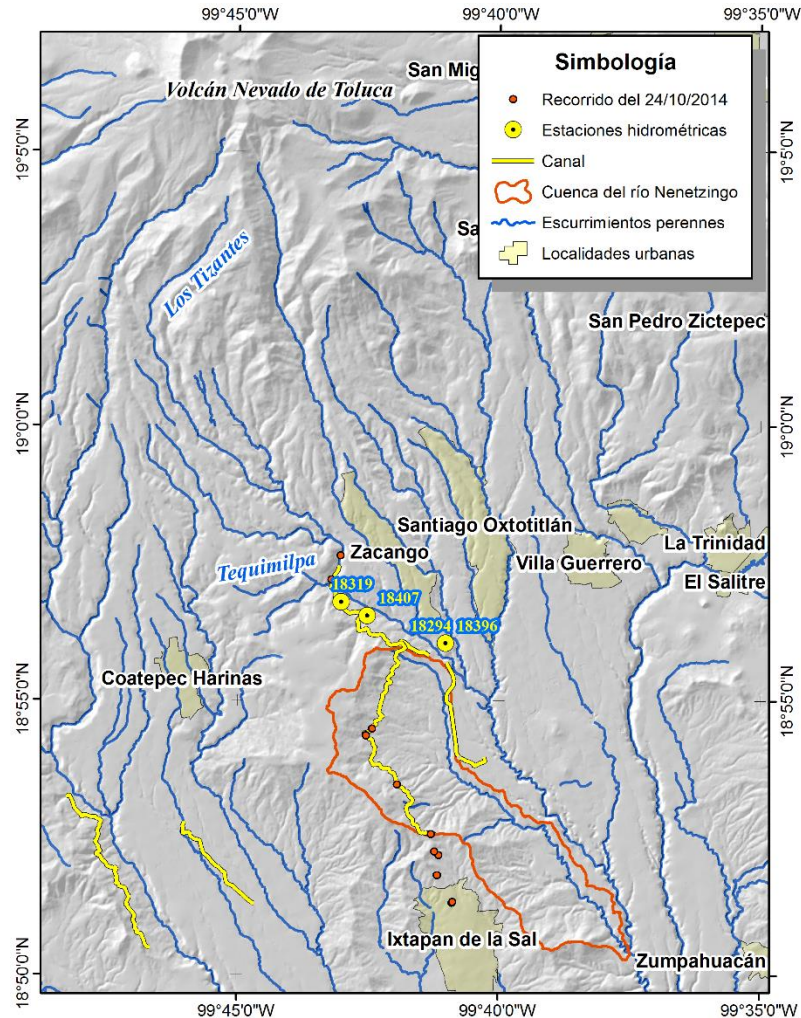 99°45'0"W
99°40'0"W
99°35'0"W
Volcán Nevado de Toluca
San Mig
Simbología
Recorrido del 24/10/2014
Estaciones hidrométricas
Canal
Cuenca del río Nenetzingo
Escurrimientos perennes
Localidades urbanas
19°5'0"N
19°5'0"N
Sa
Los Tizantes
San Pedro Zictepec
19°0'0"N
19°0'0"N
Santiago Oxtotitlán
Zacango
Villa Guerrero
La Trinidad
Tequimilpa
El Salitre
18319
18407
18294
18396
Coatepec Harinas
18°55'0"N
18°55'0"N
Ixtapan de la Sal
Zumpahuacán
18°50'0"N
18°50'0"N
99°45'0"W
99°40'0"W
99°35'0"W